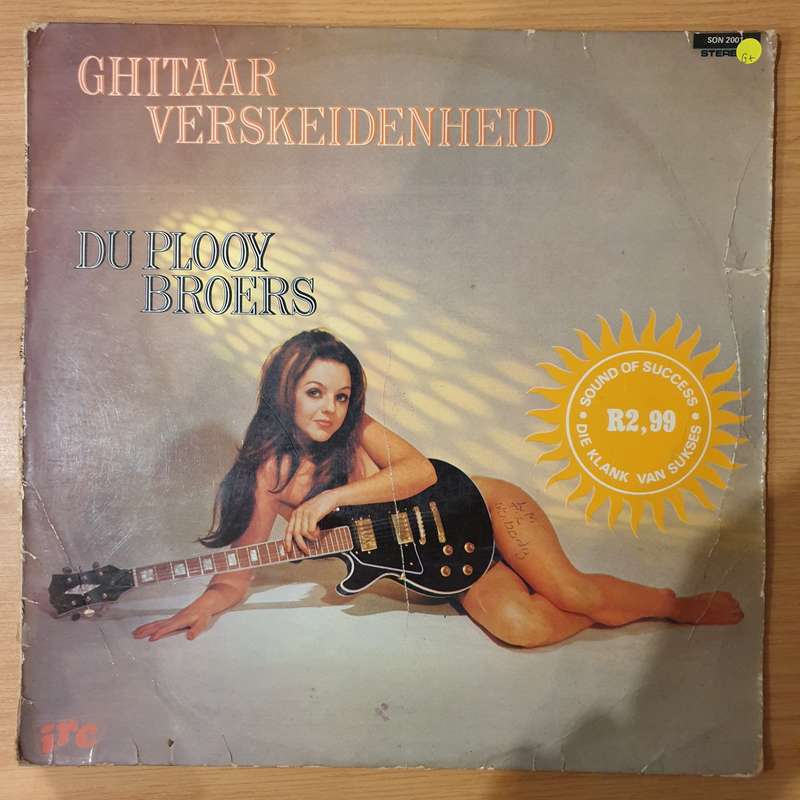 SON 2001
STEREO
G+
GHITAAR
VERSKEIDENHEID
DU PLOOY
BROERS
SOUND OF SUCCESS
R2,99
DIE KLANK VAN SUKSES
irc